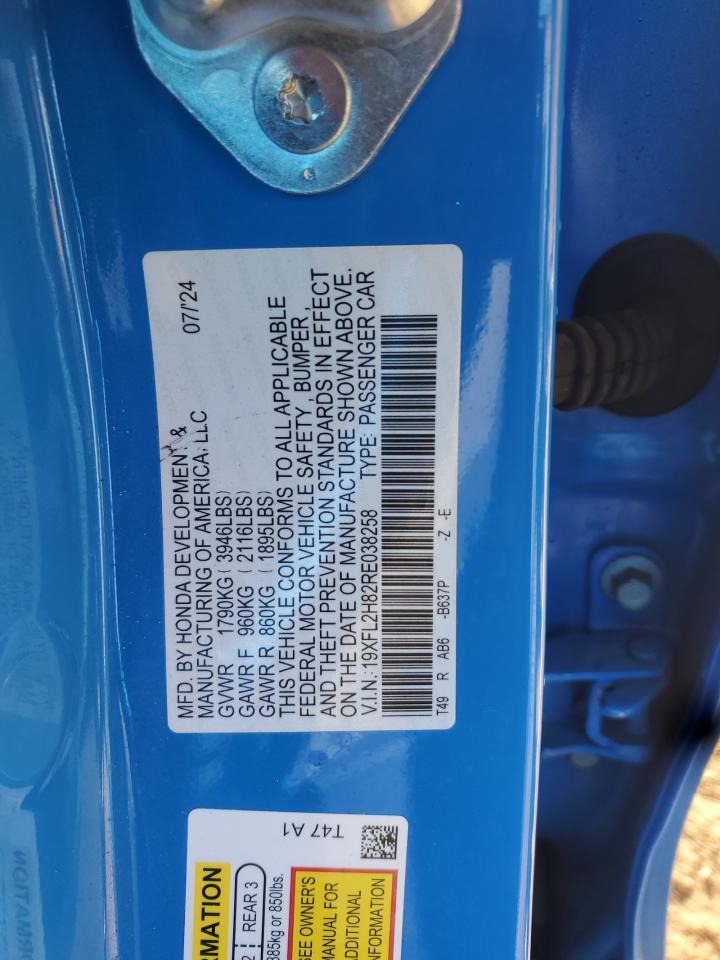 MFD. BY HONDA DEVELOPMENT &
MANUFACTURING OF AMERICA, LLC 07/'24
GVWR 1790KG (3946LBS)
GAWR F 960KG (2116LBS)
GAWR R 860KG (1895LBS)
THIS VEHICLE CONFORMS TO ALL APPLICABLE
FEDERAL MOTOR VEHICLE SAFETY, BUMPER,
AND THEFT PREVENTION STANDARDS IN EFFECT
ON THE DATE OF MANUFACTURE SHOWN ABOVE.
V.I.N.:19XFL2H82RE038258 TYPE: PASSENGER CAR
T49 R AB6 -B637P -Z -E
RMATION
2 REAR 3
385kg or 850lbs.
SEE OWNER'S
MANUAL FOR
ADDITIONAL
INFORMATION
T47 A1